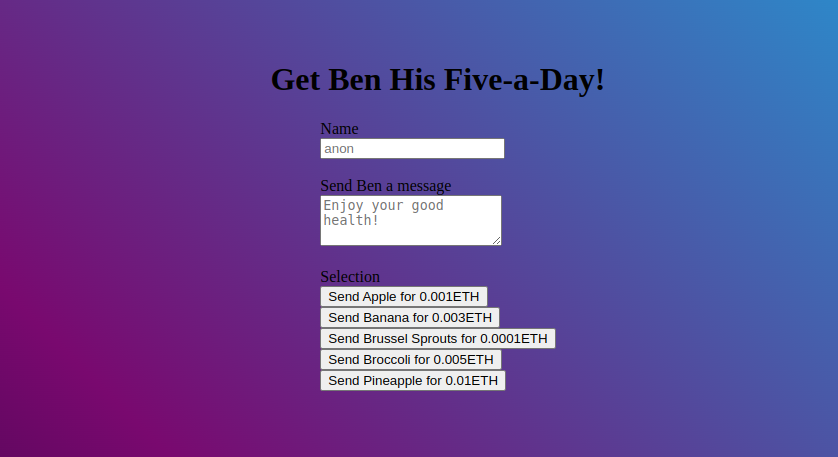 Get Ben His Five-a-Day!
Name
anon
Send Ben a message
Enjoy your good
health!
Selection
Send Apple for 0.001ETH
Send Banana for 0.003ETH
Send Brussel Sprouts for 0.0001ETH
Send Broccoli for 0.005ETH
Send Pineapple for 0.01ETH